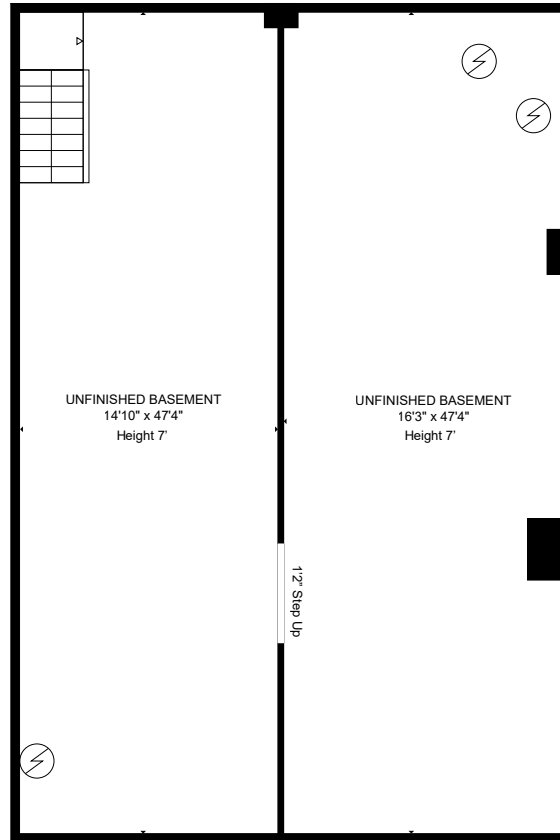 UNFINISHED BASEMENT
14'10" x 47'4"
Height 7'
UNFINISHED BASEMENT
16'3" x 47'4"
Height 7'
1'2" Step Up